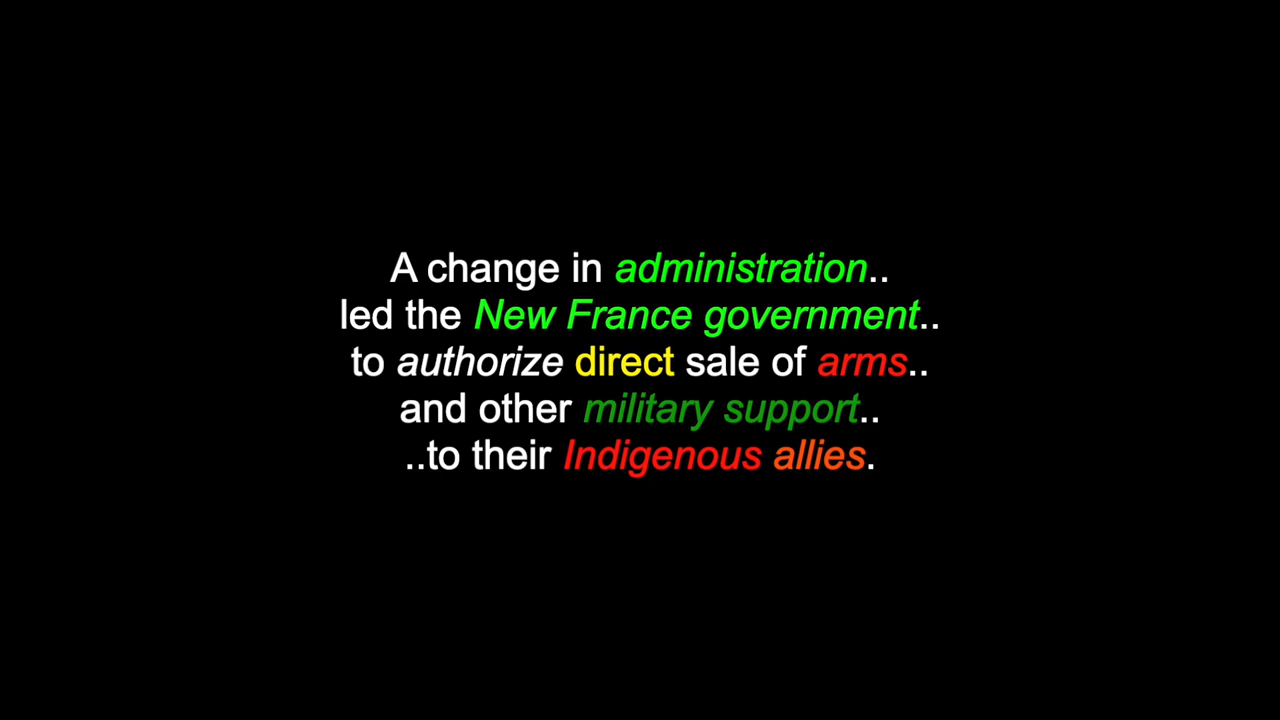 A change in administration..
led the New France government..
to authorize direct sale of arms..
and other military support..
..to their Indigenous allies.